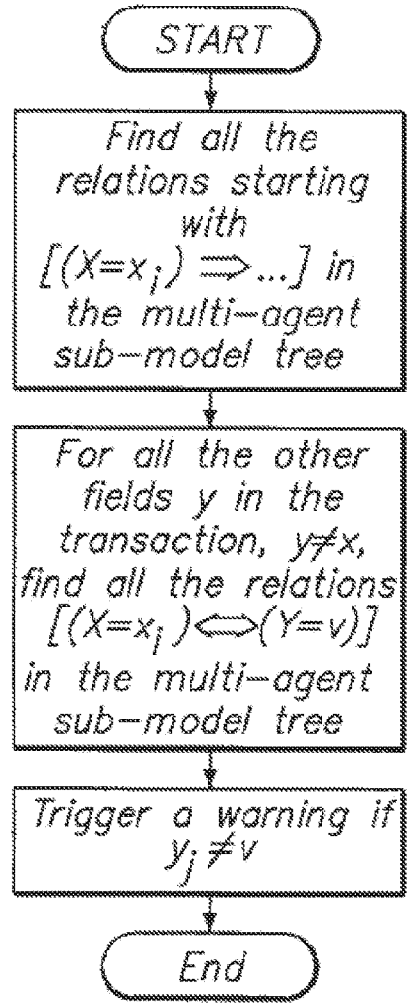 START
Find all the
relations starting
with
[(X=x_i) ⇒...] in
the multi-agent
sub-model tree
For all the other
fields y in the
transaction, y≠x,
find all the relations
[(X=x_i)⇔(Y=v)]
in the multi-agent
sub-model tree
Trigger a warning if
y_j ≠v
End